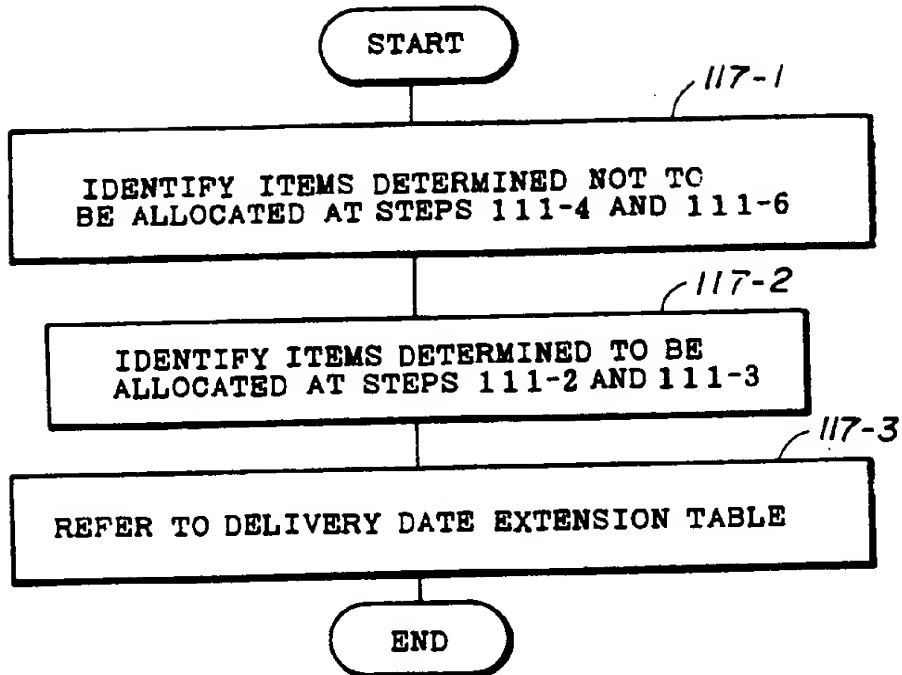 START
117-1
IDENTIFY ITEMS DETERMINED NOT TO
BE ALLOCATED AT STEPS 111-4 AND 111-6
117-2
IDENTIFY ITEMS DETERMINED TO BE
ALLOCATED AT STEPS 111-2 AND 111-3
117-3
REFER TO DELIVERY DATE EXTENSION TABLE
END